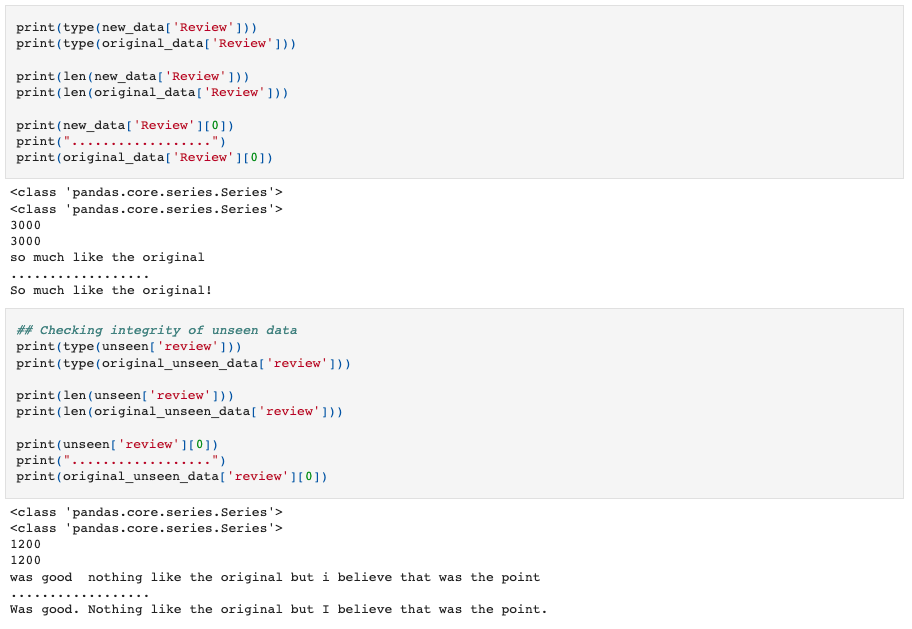 print(type(new_data['Review']))
print(type(original_data['Review']))
print(len(new_data['Review']))
print(len(original_data['Review']))
print(new_data['Review'][0])
print("..................")
print(original_data['Review'][0])
<class 'pandas.core.series.Series'>
<class 'pandas.core.series.Series'>
3000
3000
so much like the original
..................
So much like the original!
## Checking integrity of unseen data
print(type(unseen['review']))
print(type(original_unseen_data['review']))
print(len(unseen['review']))
print(len(original_unseen_data['review']))
print(unseen['review'][0])
print("..................")
print(original_unseen_data['review'][0])
<class 'pandas.core.series.Series'>
<class 'pandas.core.series.Series'>
1200
1200
was good  nothing like the original but i believe that was the point
..................
Was good. Nothing like the original but I believe that was the point.